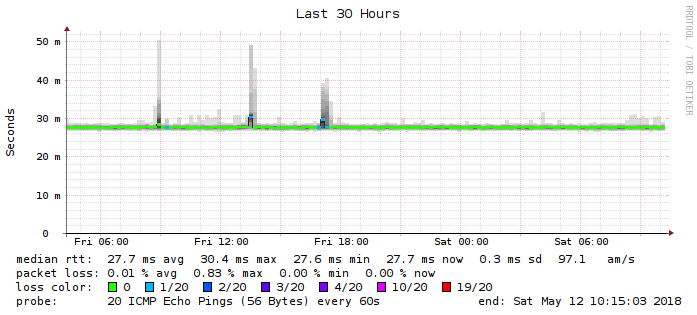 Last 30 Hours
RRDTOOL / TOBI OETIKER
Seconds
50 m
40 m
30 m
20 m
10 m
0
Fri 06:00 Fri 12:00 Fri 18:00 Sat 00:00 Sat 06:00
median rtt: 27.7 ms avg 30.4 ms max 27.6 ms min 27.7 ms now 0.3 ms sd 97.1 am/s
packet loss: 0.01 % avg 0.83 % max 0.00 % min 0.00 % now
loss color: 0 1/20 2/20 3/20 4/20 10/20 19/20
probe: 20 ICMP Echo Pings (56 Bytes) every 60s end: Sat May 12 10:15:03 2018